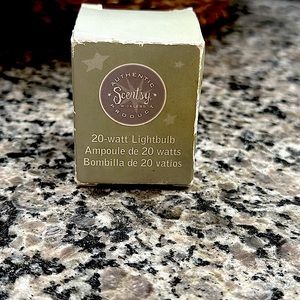 AUTHENTIC
Scentsy
PRODUCT
20-watt Lightbulb
Ampoule de 20 watts
Bombilla de 20 vatios